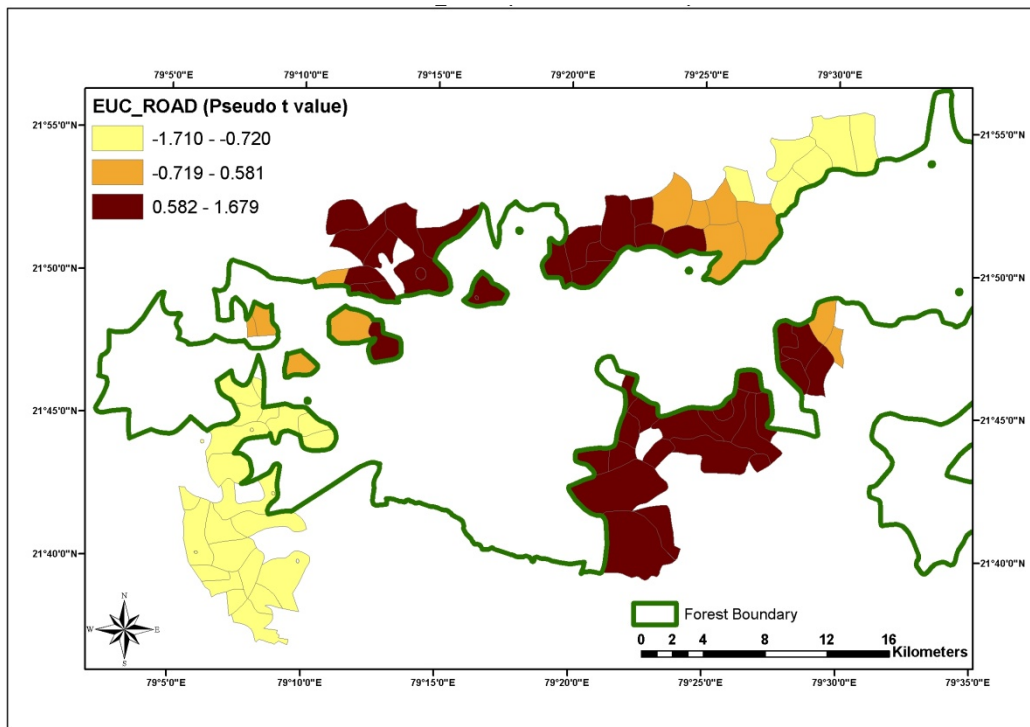 79°5'0"E 79°10'0"E 79°15'0"E 79°20'0"E 79°25'0"E 79°30'0"E
EUC_ROAD (Pseudo t value)
-1.710 - -0.720
-0.719 - 0.581
0.582 - 1.679
21°55'0"N
21°50'0"N
21°45'0"N
21°40'0"N
21°55'0"N
21°50'0"N
21°45'0"N
21°40'0"N
N
W E
S
Forest Boundary
0 2 4 8 12 16
Kilometers
79°5'0"E 79°10'0"E 79°15'0"E 79°20'0"E 79°25'0"E 79°30'0"E 79°35'0"E